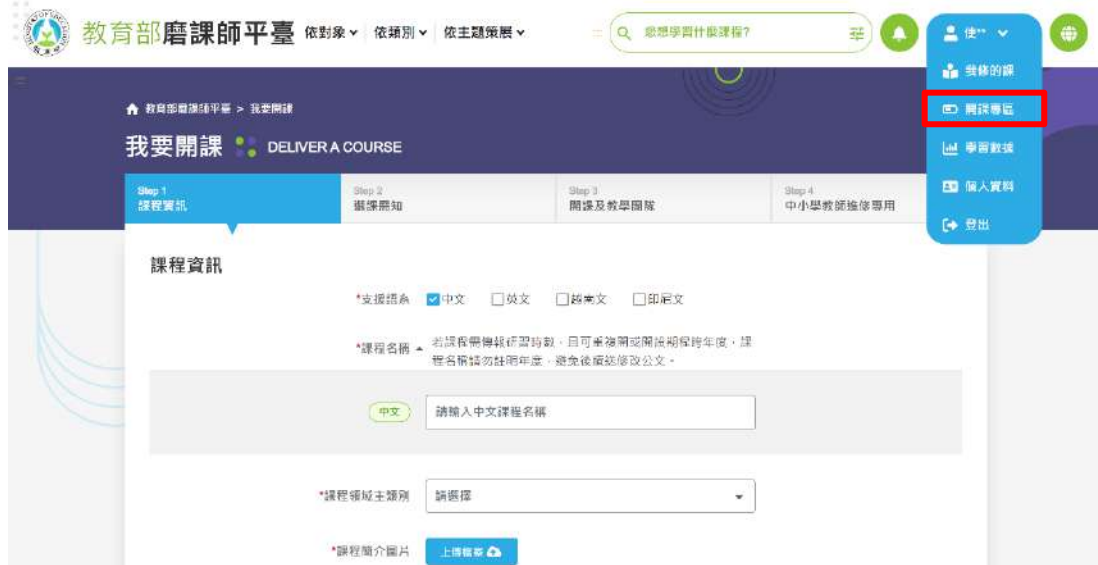 教育部磨課師平臺
依對象
依類別
依主題策展
您想學習什麼課程?
使**
我修的課
開課專區
學習數據
個人資料
登出
教育部磨課師平臺 > 我要開課
我要開課 DELIVER A COURSE
Step 1
課程資訊
Step 2
選課需知
Step 3
開課及教學團隊
Step 4
中小學教師進修專用
課程資訊
*支援語系 中文 英文 越南文 印尼文
*課程名稱 若課程需傳報研習時數，且可重複開或開設期程跨年度，課
程名稱請勿註明年度，避免後續送修改公文。
中文 請輸入中文課程名稱
*課程領域主類別 請選擇
*課程簡介圖片 上傳檔案